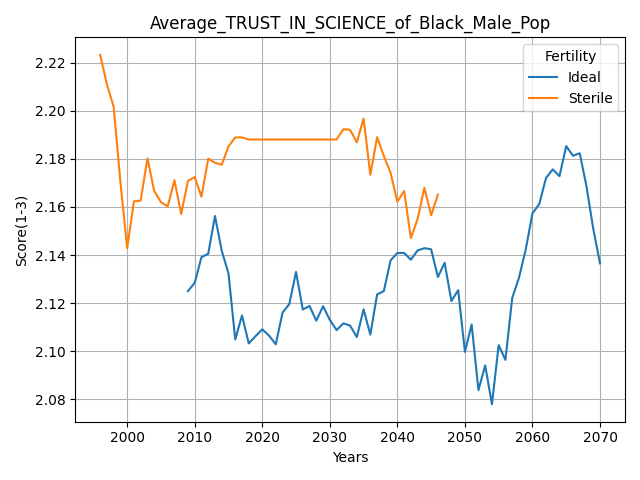 Average_TRUST_IN_SCIENCE_of_Black_Male_Pop
Fertility
Ideal
Sterile
Score(1-3)
2.22
2.20
2.18
2.16
2.14
2.12
2.10
2.08
2000 2010 2020 2030 2040 2050 2060 2070
Years